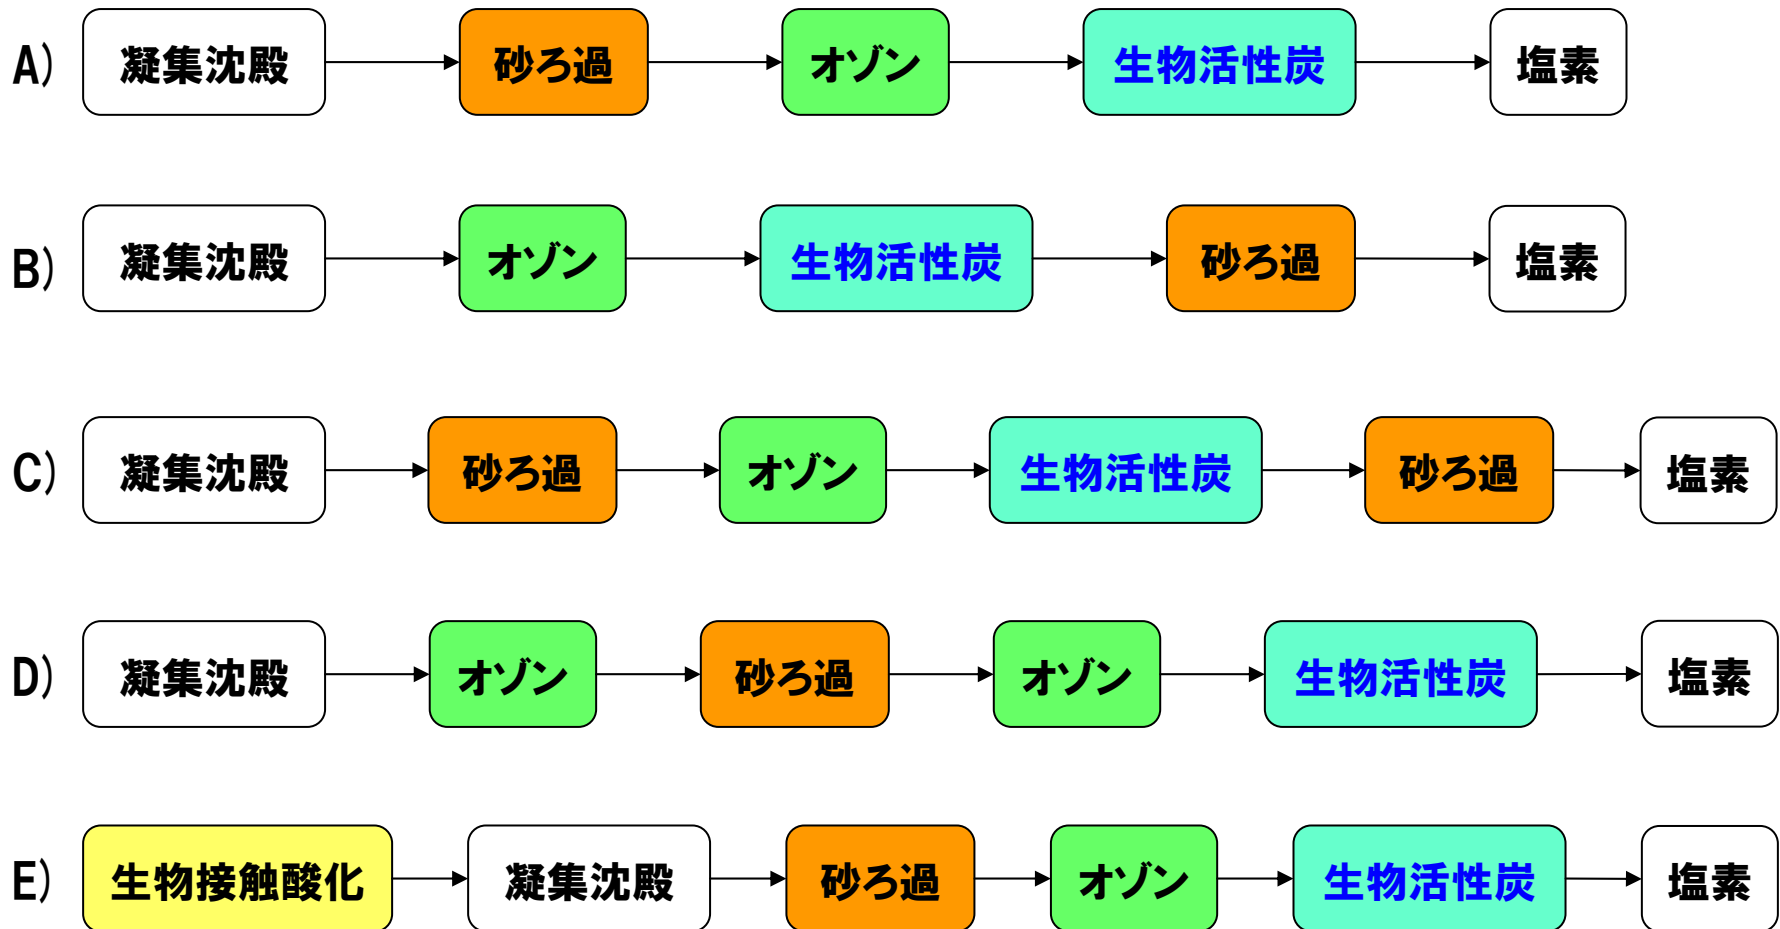 A) 凝集沈殿 砂ろ過 オゾン 生物活性炭 塩素
B) 凝集沈殿 オゾン 生物活性炭 砂ろ過 塩素
C) 凝集沈殿 砂ろ過 オゾン 生物活性炭 砂ろ過 塩素
D) 凝集沈殿 オゾン 砂ろ過 オゾン 生物活性炭 塩素
E) 生物接触酸化 凝集沈殿 砂ろ過 オゾン 生物活性炭 塩素